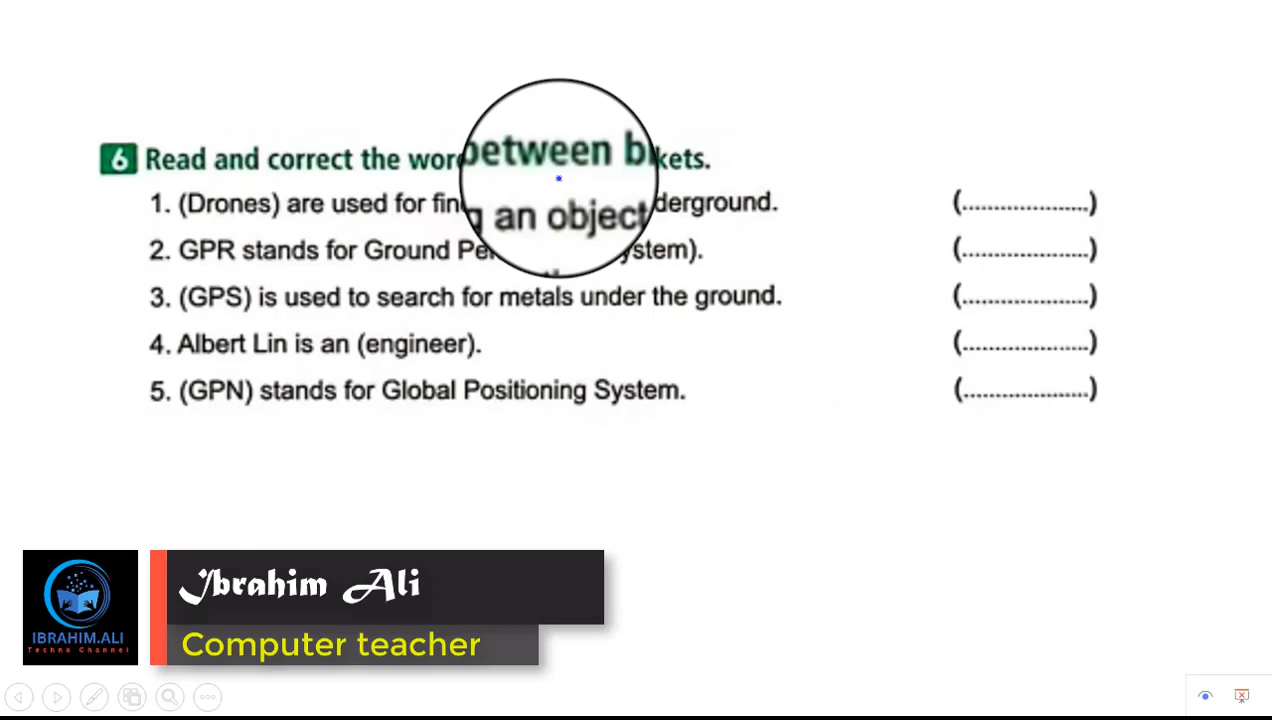 6 Read and correct the wor between b kets.
1. (Drones) are used for fin g an object derground.
2. GPR stands for Ground Pe ystem).
3. (GPS) is used to search for metals under the ground.
4. Albert Lin is an (engineer).
5. (GPN) stands for Global Positioning System.
(....................)
(....................)
(....................)
(....................)
(....................)
Ibrahim Ali
Computer teacher
IBRAHIM.ALI
Techno Channel